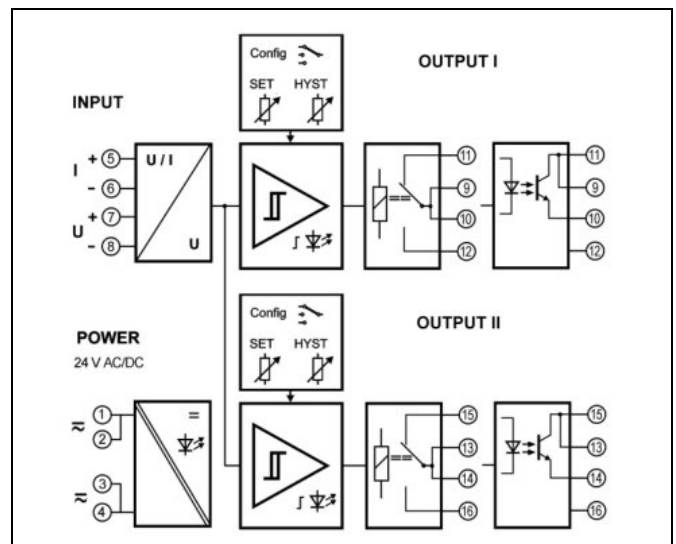 Config
SET HYST
OUTPUT I
INPUT
I + 5
- 6
U + 7
- 8
U / I
U
11
9
10
12
11
9
10
12
Config
SET HYST
OUTPUT II
POWER
24 V AC/DC
≂ 1
2
≂ 3
4
=
15
13
14
16
15
13
14
16